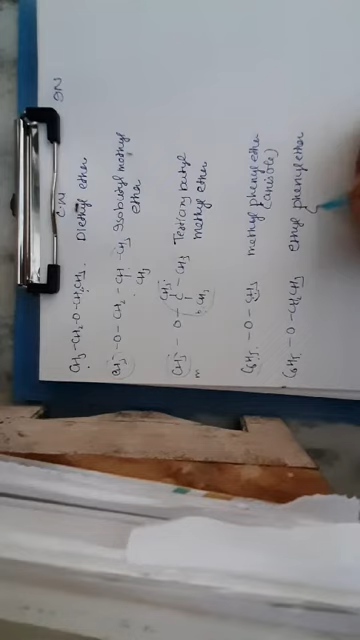 M.J NG
CH3-CH2-O-CH2CH3. Diethyl ether
CH3-O-CH2-CH-CH3 Isobutyl methyl
CH3 ether
CH3
CH3-O-C-CH3 Tertiary butyl
CH3 methyl ether
m
C6H5-O-CH3 methyl phenyl ether
(anisole)
C6H5-O-CH2CH3 ethyl phenyl ether